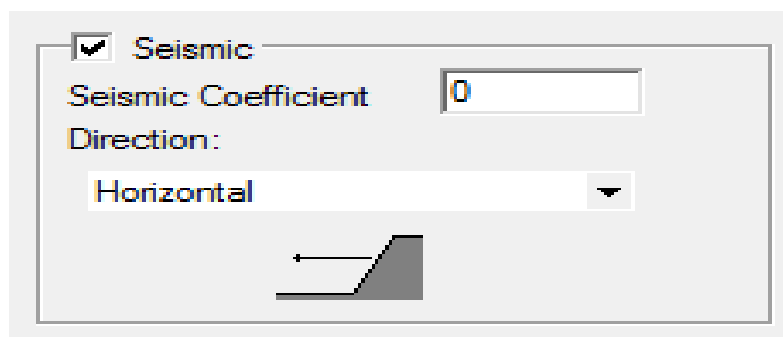 Seismic
Seismic Coefficient 0
Direction:
Horizontal